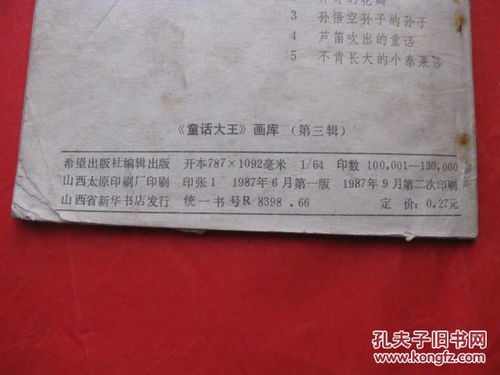 3 孙悟空孙子的孙子
4 芦笛吹出的童话
5 不肯长大的小泰莱莎
《童话大王》画库（第三辑）
希望出版社编辑出版 开本787×1092毫米 1/64 印数 100,001—130,000
山西太原印刷厂印刷 印张1 1987年6月第一版 1987年9月第二次印刷
山西省新华书店发行 统一书号R 8398.66 定价：0.27元
孔夫子旧书网
www.kongfz.com